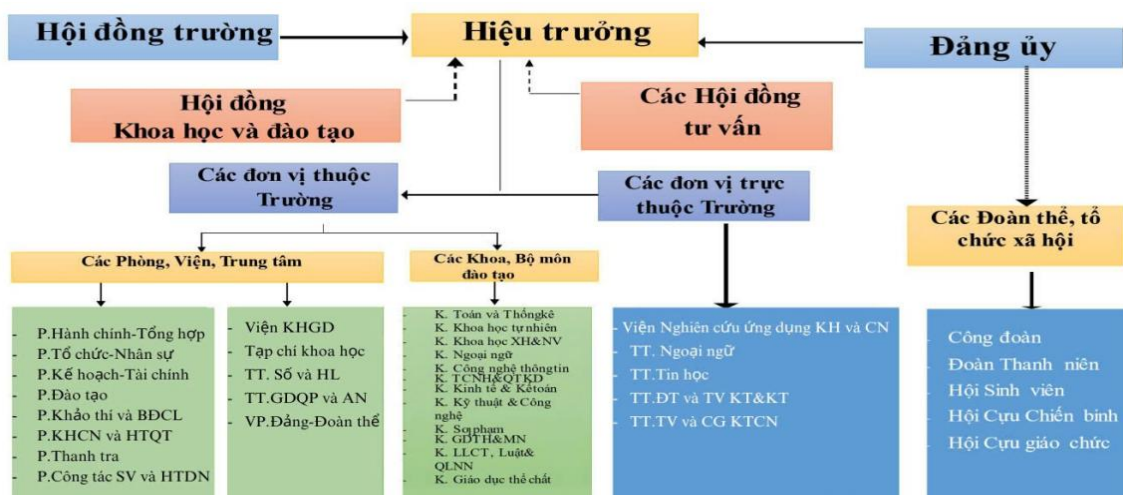 Hội đồng trường
Hiệu trưởng
Đảng ủy
Hội đồng
Khoa học và đào tạo
Các Hội đồng
tư vấn
Các đơn vị thuộc
Trường
Các đơn vị trực
thuộc Trường
Các Đoàn thể, tổ
chức xã hội
Các Phòng, Viện, Trung tâm
Các Khoa, Bộ môn
đào tạo
- P.Hành chính-Tổng hợp
- P.Tổ chức-Nhân sự
- P.Kế hoạch-Tài chính
- P.Đào tạo
- P.Khảo thí và BĐCL
- P.KHCN và HTQT
- P.Thanh tra
- P.Công tác SV và HTDN
- Viện KHGD
- Tạp chí khoa học
- TT. Số và HL
- TT.GDQP và AN
- VP.Đảng-Đoàn thể
- K. Toán và Thốngkê
- K. Khoa học tự nhiên
- K. Khoa học XH&NV
- K. Ngoại ngữ
- K. Công nghệ thôngtin
- K. TCNH&QTKD
- K. Kinh tế & Kếtoán
- K. Kỹ thuật & Công
nghệ
- K. Sơ phạm
- K. GDTH&MN
- K. LLCT, Luật&
QLNN
- K. Giáo dục thể chất
- Viện Nghiên cứu ứng dụng KH và CN
- TT. Ngoại ngữ
- TT.Tin học
- TT.ĐT và TV KT&KT
- TT.TV và CG KTCN
- Công đoàn
- Đoàn Thanh niên
- Hội Sinh viên
- Hội Cựu Chiến binh
- Hội Cựu giáo chức